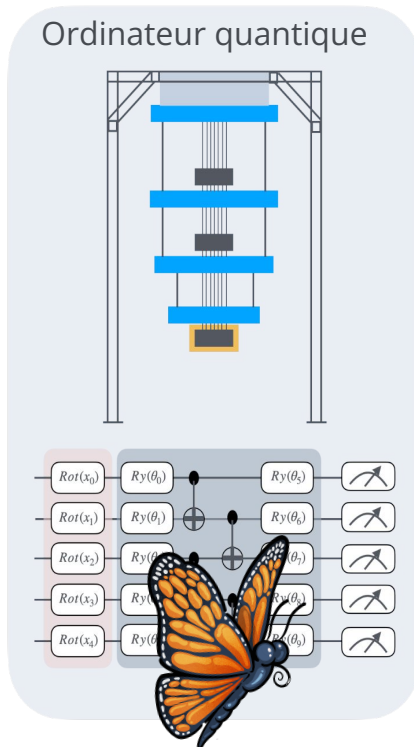 Ordinateur quantique
Rot(x₀) Ry(θ₀) Ry(θ₅)
Rot(x₁) Ry(θ₁) Ry(θ₆)
Rot(x₂)
Rot(x₃)
Rot(x₄)